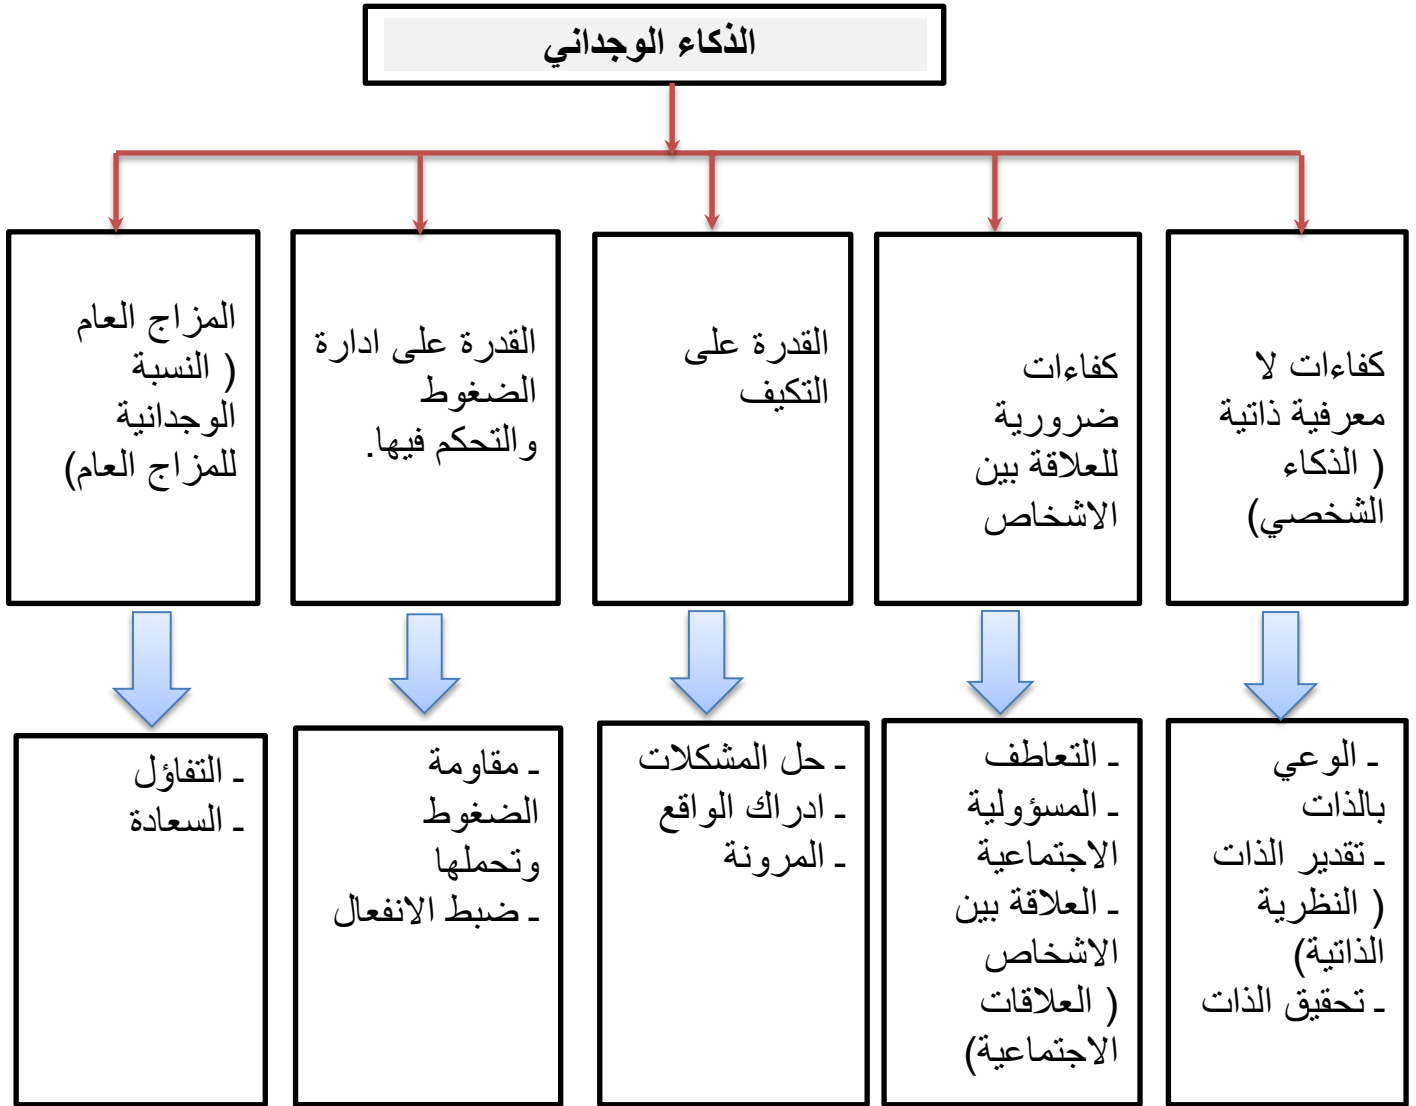 الذكاء الوجداني
كفاءات لا
معرفية ذاتية
( الذكاء
الشخصي)
كفاءات
ضرورية
للعلاقة بين
الاشخاص
القدرة على
التكيف
القدرة على ادارة
الضغوط
والتحكم فيها.
المزاج العام
( النسبة
الوجدانية
للمزاج العام)
ـ الوعي
بالذات
ـ تقدير الذات
( النظرية
الذاتية)
ـ تحقيق الذات
ـ التعاطف
ـ المسؤولية
الاجتماعية
ـ العلاقة بين
الاشخاص
( العلاقات
الاجتماعية)
ـ حل المشكلات
ـ ادراك الواقع
ـ المرونة
ـ مقاومة
الضغوط
وتحملها
ـ ضبط الانفعال
ـ التفاؤل
ـ السعادة